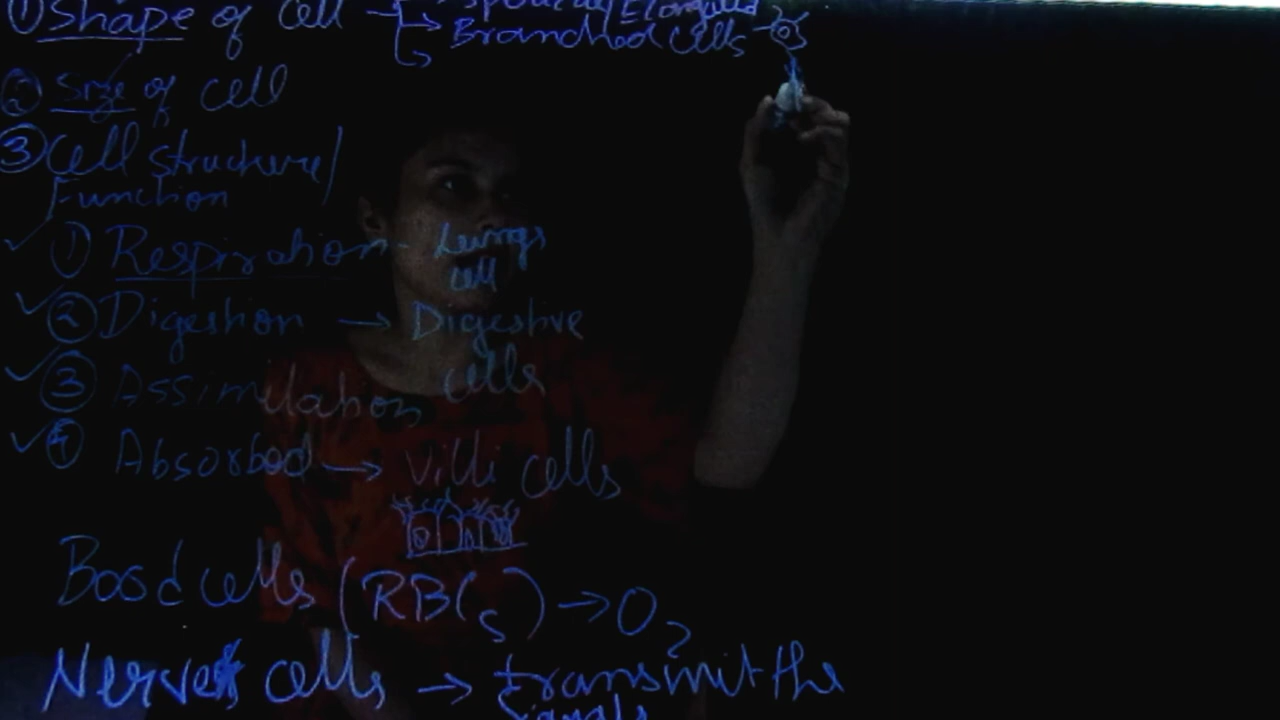 ① Shape of cell → Spindle/Elongated
→ Branched cells
② Size of cell
③ Cell structure/
Function
✓ ① Respiration - Lungs
cell
✓ ② Digestion → Digestive
cells
✓ ③ Assimilation
✓ ④ Absorbed → Villi cells
Bood cells (RBCs) → O2
Nerve cells → transmit the
signals